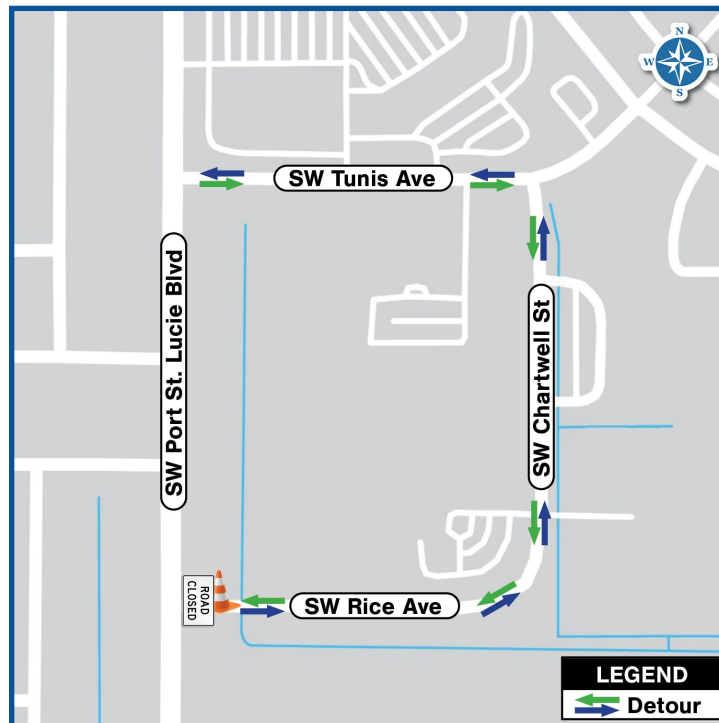 N
W E
S
SW Tunis Ave
SW Port St. Lucie Blvd
SW Chartwell St
ROAD
CLOSED
SW Rice Ave
LEGEND
Detour